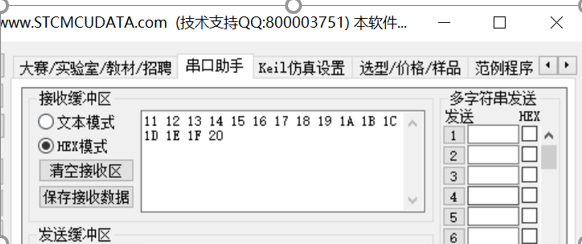 www.STCMCUDATA.com (技术支持QQ:800003751) 本软件...
大赛/实验室/教材/招聘 串口助手 Keil仿真设置 选型/价格/样品 范例程序
接收缓冲区
文本模式
HEX模式
清空接收区
保存接收数据
11 12 13 14 15 16 17 18 19 1A 1B 1C
1D 1E 1F 20
多字符串发送
发送 HEX
1
2
3
4
5
6
发送缓冲区